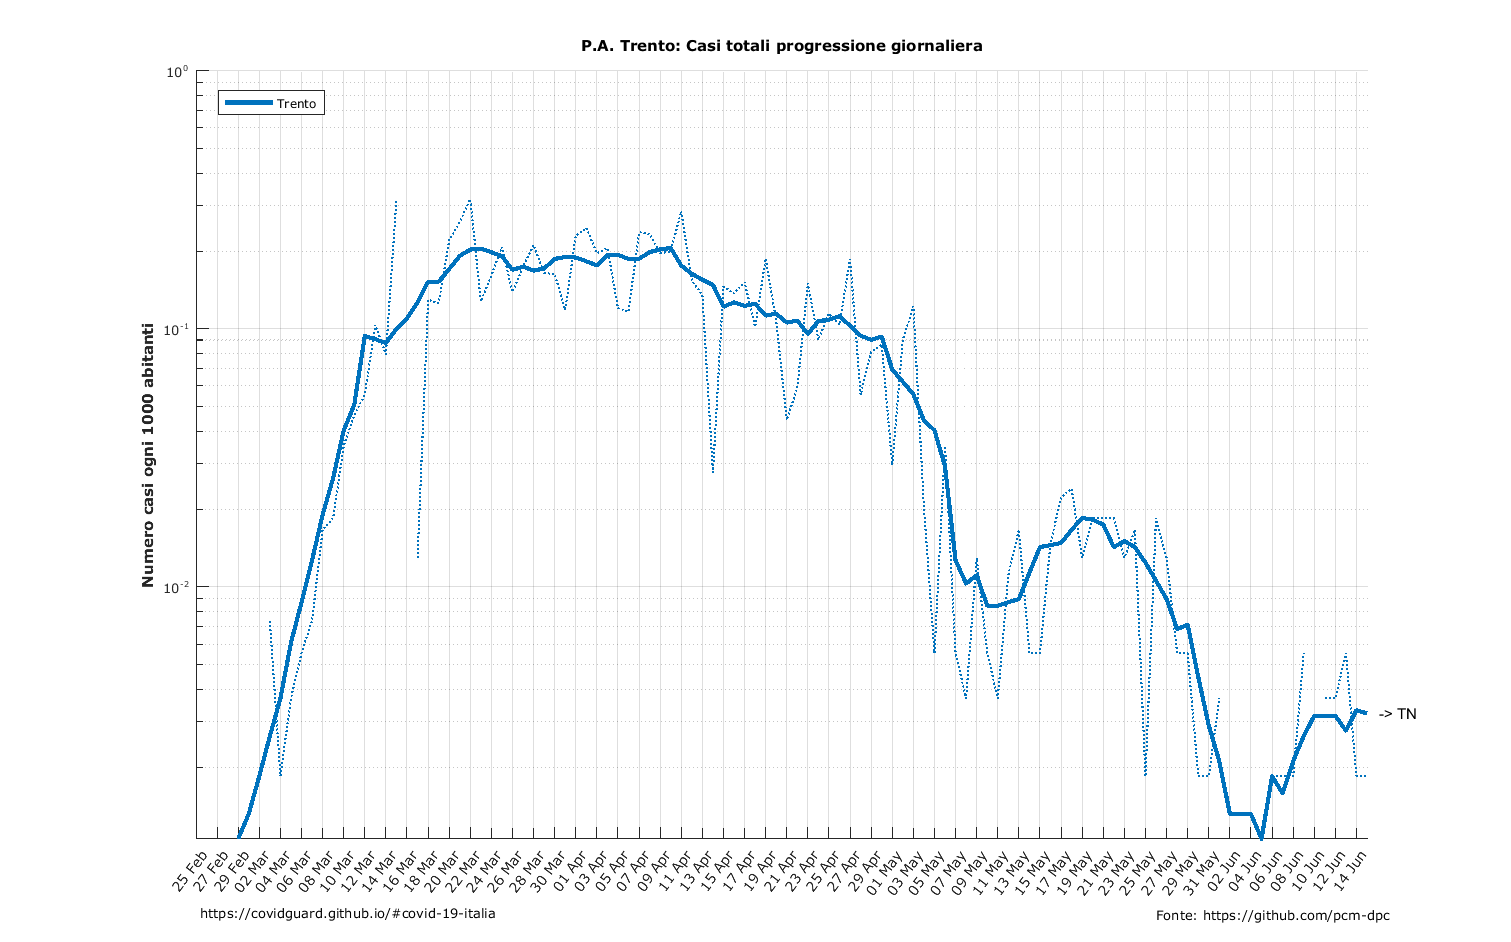 P.A. Trento: Casi totali progressione giornaliera
10^0
Trento
10^-1
10^-2
Numero casi ogni 1000 abitanti
-> TN
25 Feb
27 Feb
29 Feb
02 Mar
04 Mar
06 Mar
08 Mar
10 Mar
12 Mar
14 Mar
16 Mar
18 Mar
20 Mar
22 Mar
24 Mar
26 Mar
28 Mar
30 Mar
01 Apr
03 Apr
05 Apr
07 Apr
09 Apr
11 Apr
13 Apr
15 Apr
17 Apr
19 Apr
21 Apr
23 Apr
25 Apr
27 Apr
29 Apr
01 May
03 May
05 May
07 May
09 May
11 May
13 May
15 May
17 May
19 May
21 May
23 May
25 May
27 May
29 May
31 May
02 Jun
04 Jun
06 Jun
08 Jun
10 Jun
12 Jun
14 Jun
https://covidguard.github.io/#covid-19-italia
Fonte: https://github.com/pcm-dpc